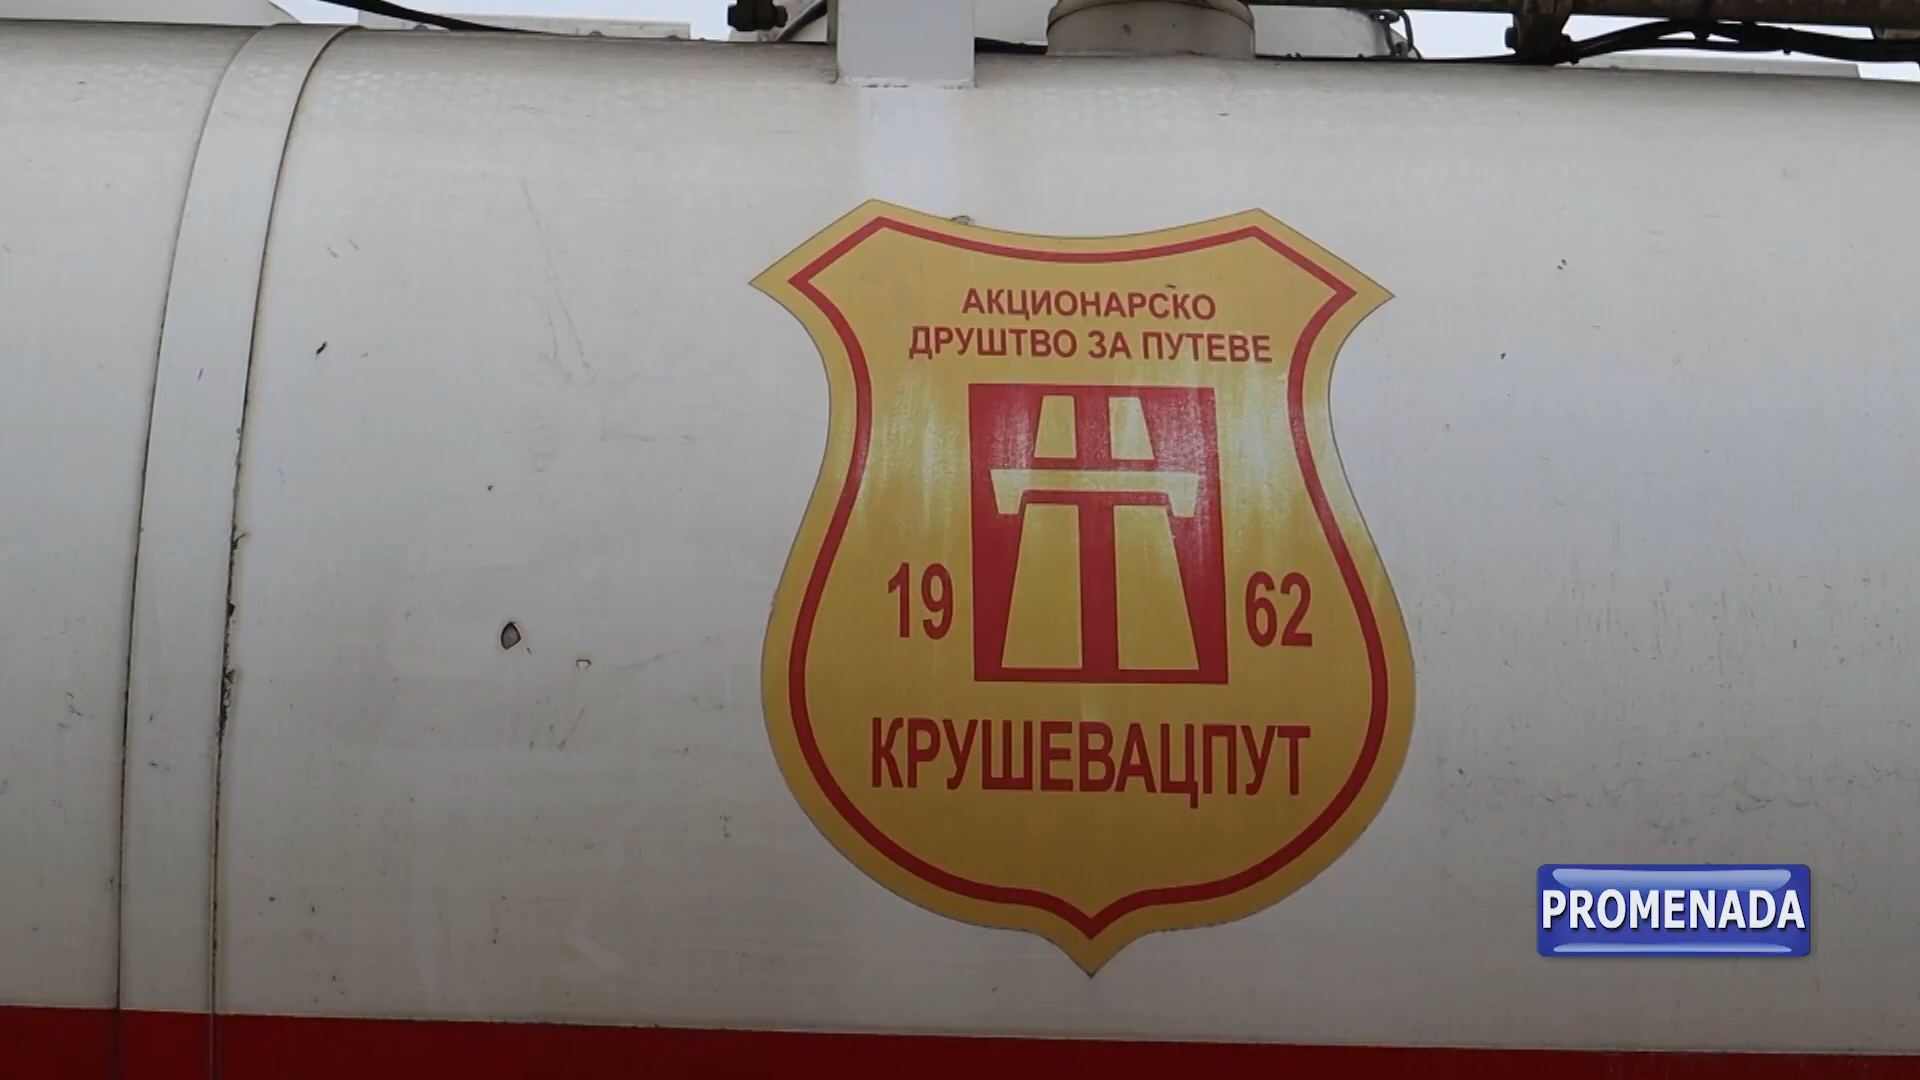 АКЦИОНАРСКО
ДРУШТВО ЗА ПУТЕВЕ
19 62
КРУШЕВАЦПУТ
PROMENADA